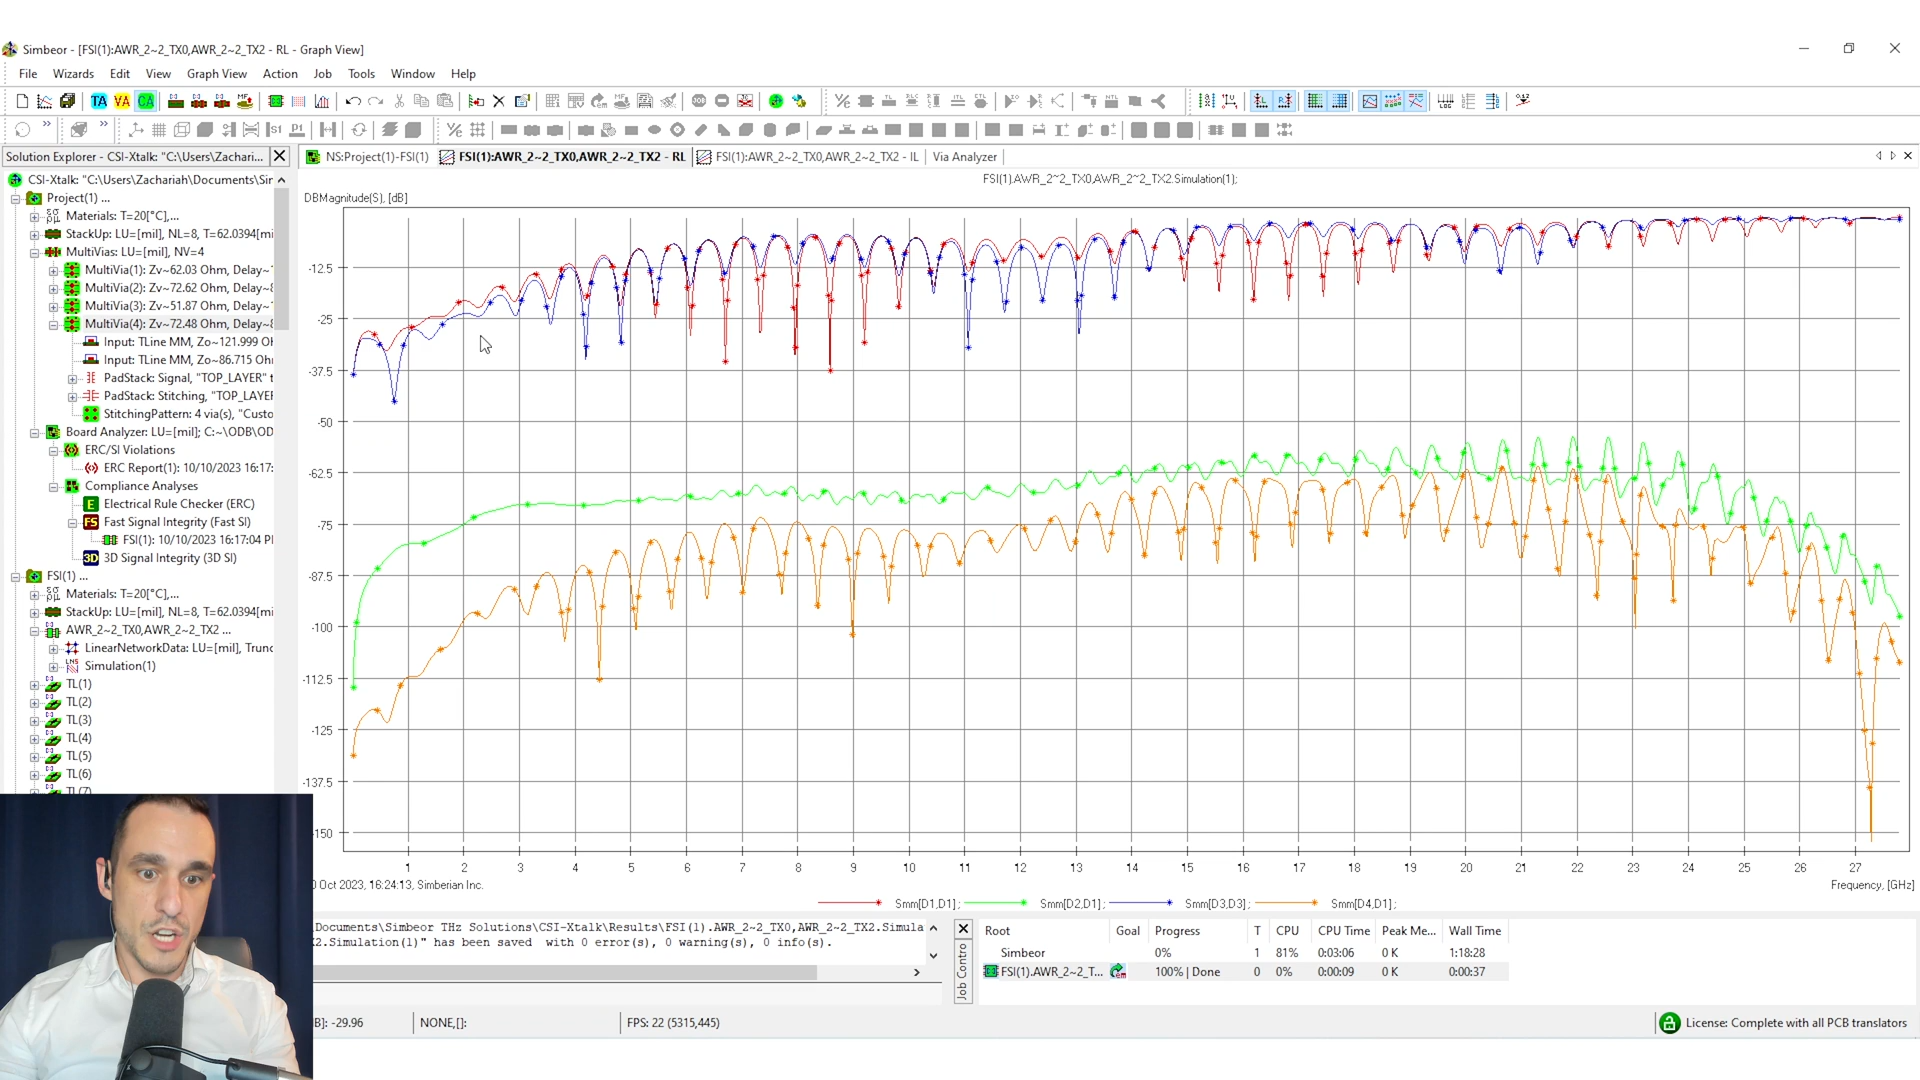 Simbeor - [FSI(1):AWR_2~2_TX0,AWR_2~2_TX2 - RL - Graph View]
File Wizards Edit View Graph View Action Job Tools Window Help
TA VA CA
Solution Explorer - CSI-Xtalk: "C:\Users\Zachari...
NS:Project(1)-FSI(1) FSI(1):AWR_2~2_TX0,AWR_2~2_TX2 - RL FSI(1):AWR_2~2_TX0,AWR_2~2_TX2 - IL Via Analyzer
CSI-Xtalk: "C:\Users\Zachariah\Documents\Sir
Project(1) ...
Materials: T=20[°C],...
StackUp: LU=[mil], NL=8, T=62.0394[mi
MultiVias: LU=[mil], NV=4
MultiVia(1): Zv~62.03 Ohm, Delay~
MultiVia(2): Zv~72.62 Ohm, Delay~8
MultiVia(3): Zv~51.87 Ohm, Delay~
MultiVia(4): Zv~72.48 Ohm, Delay~8
Input: TLine MM, Zo~121.999 O
Input: TLine MM, Zo~86.715 Oh
PadStack: Signal, "TOP_LAYER" t
PadStack: Stitching, "TOP_LAYE
StitchingPattern: 4 via(s), "Custo
Board Analyzer: LU=[mil]; C:~\ODB\OD
ERC/SI Violations
ERC Report(1): 10/10/2023 16:17:
Compliance Analyses
Electrical Rule Checker (ERC)
Fast Signal Integrity (Fast SI)
FSI(1): 10/10/2023 16:17:04 P
3D Signal Integrity (3D SI)
FSI(1) ...
Materials: T=20[°C],...
StackUp: LU=[mil], NL=8, T=62.0394[mi
AWR_2~2_TX0,AWR_2~2_TX2 ...
LinearNetworkData: LU=[mil], Trunc
Simulation(1)
TL(1)
TL(2)
TL(3)
TL(4)
TL(5)
TL(6)
TL(7)
FSI(1).AWR_2~2_TX0,AWR_2~2_TX2.Simulation(1);
DBMagnitude(S), [dB]
-12.5
-25
-37.5
-50
-62.5
-75
-87.5
-100
-112.5
-125
-137.5
150
1 2 3 4 5 6 7 8 9 10 11 12 13 14 15 16 17 18 19 20 21 22 23 24 25 26 27
0 Oct 2023, 16:24:13, Simberian Inc.
Frequency, [GHz]
Smm[D1,D1]; Smm[D2,D1]; Smm[D3,D3]; Smm[D4,D1];
Documents\Simbeor THz Solutions\CSI-Xtalk\Results\FSI(1).AWR_2~2_TX0,AWR_2~2_TX2.Simula
X2.Simulation(1)" has been saved with 0 error(s), 0 warning(s), 0 info(s).
Job Contro
Root Goal Progress T CPU CPU Time Peak Me... Wall Time
Simbeor 0% 1 81% 0:03:06 0 K 1:18:28
FSI(1).AWR_2~2_T... 100% | Done 0 0% 0:00:09 0 K 0:00:37
B]: -29.96 NONE,[]: FPS: 22 (5315,445)
License: Complete with all PCB translators